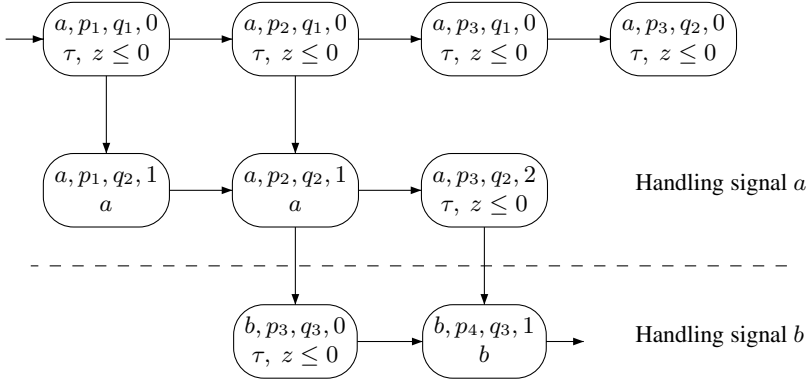 a, p₁, q₁, 0
τ, z ≤ 0
a, p₂, q₁, 0
τ, z ≤ 0
a, p₃, q₁, 0
τ, z ≤ 0
a, p₃, q₂, 0
τ, z ≤ 0
a, p₁, q₂, 1
a
a, p₂, q₂, 1
a
a, p₃, q₂, 2
τ, z ≤ 0
Handling signal a
b, p₃, q₃, 0
τ, z ≤ 0
b, p₄, q₃, 1
b
Handling signal b